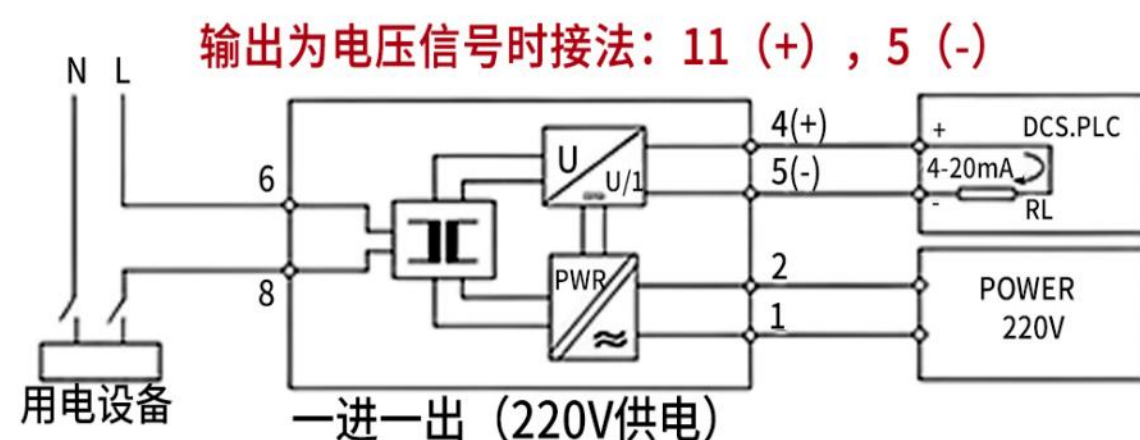 输出为电压信号时接法：11（+），5（-）
N L
6
8
用电设备
U
U/1
PWR
4(+)
5(-)
2
1
+
DCS.PLC
4-20mA
-
RL
POWER
220V
一进一出（220V供电）